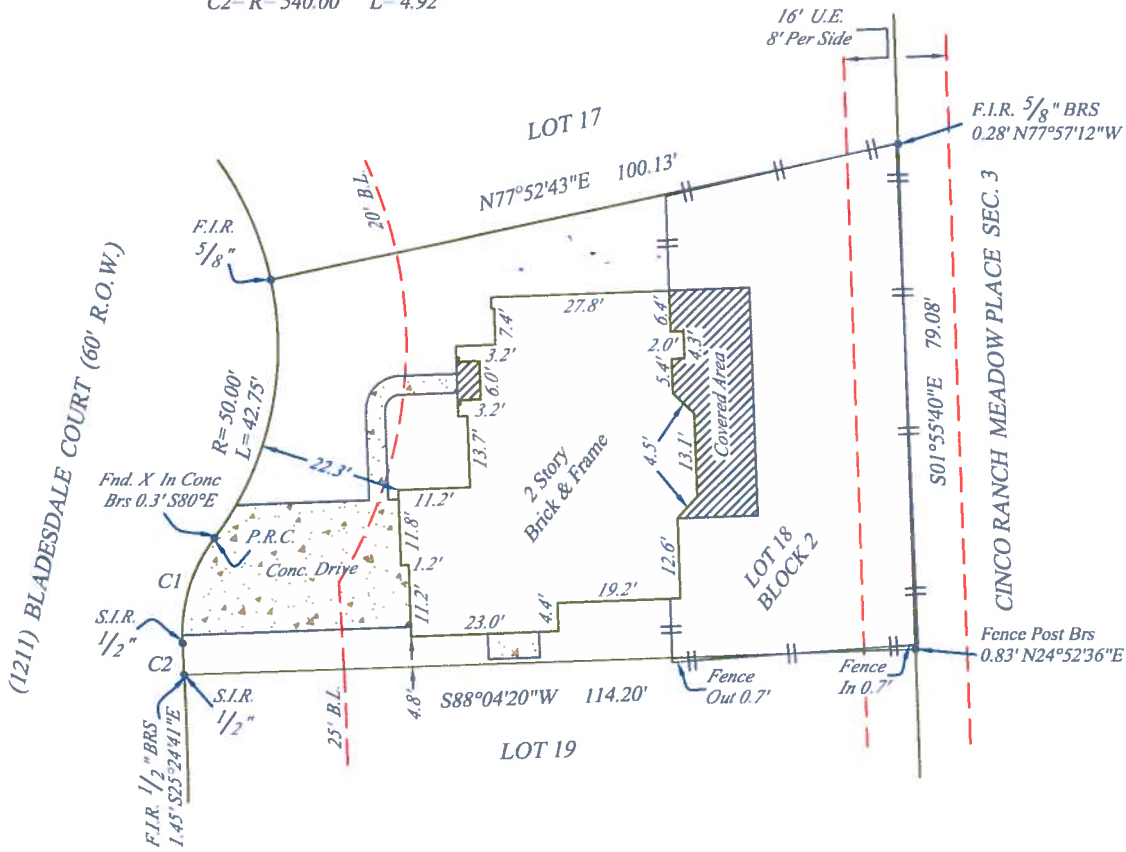 C2= R= 540.00' L= 4.92'
16' U.E.
8' Per Side
LOT 17
F.I.R. 5/8" BRS
0.28' N77°57'12"W
N77°52'43"E 100.13'
20' B.L.
F.I.R.
5/8"
(1211) BLADESDALE COURT (60' R.O.W.)
27.8'
7.4'
6.4'
3.2'
2.0'
4.3'
6.0'
5.4'
3.2'
Covered Area
R= 50.00'
L= 42.75'
13.7'
4.5'
13.1'
22.3'
2 Story
Brick & Frame
11.2'
S01°55'40"E 79.08'
CINCO RANCH MEADOW PLACE SEC. 3
Fnd. X In Conc
Brs 0.3' S80°E
P.R.C.
11.8'
1.2'
Conc. Drive
C1
12.6'
LOT 18
BLOCK 2
11.2'
19.2'
23.0'
4.4'
S.I.R.
1/2"
C2
Fence Post Brs
0.83' N24°52'36"E
Fence
Out 0.7'
Fence
In 0.7'
S.I.R.
1/2"
4.8'
S88°04'20"W 114.20'
25' B.L.
LOT 19
F.I.R. 1/2" BRS
1.45' S25°24'41"E